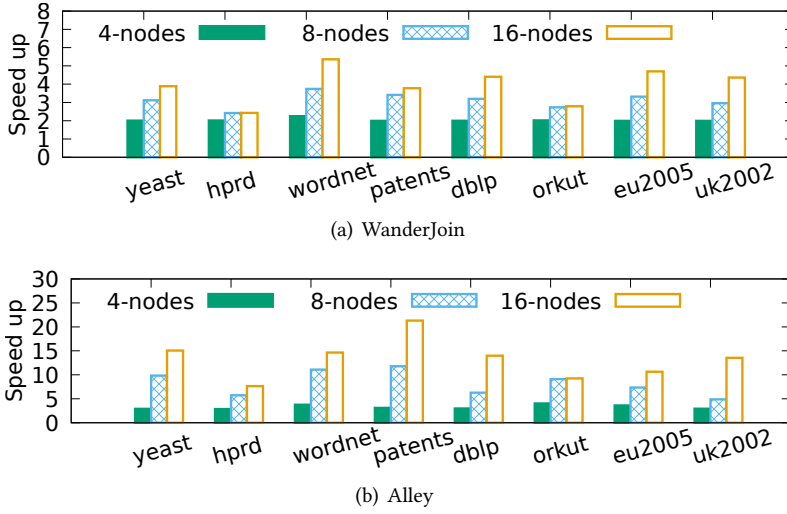 8
7
6
5
4
3
2
1
0
Speed up
4-nodes 8-nodes 16-nodes
yeast hprd wordnet patents dblp orkut eu2005 uk2002
(a) WanderJoin
30
25
20
15
10
5
0
Speed up
4-nodes 8-nodes 16-nodes
yeast hprd wordnet patents dblp orkut eu2005 uk2002
(b) Alley